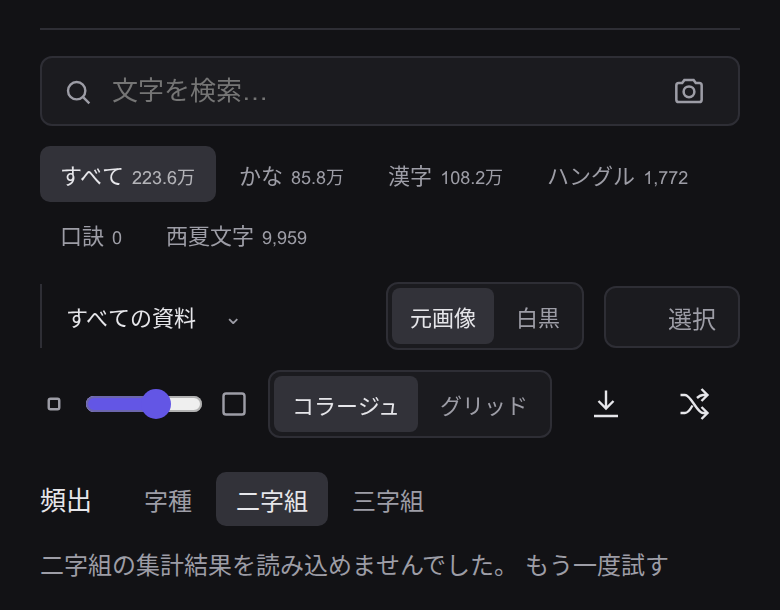 文字を検索…
すべて 223.6万 かな 85.8万 漢字 108.2万 ハングル 1,772
口訣 0 西夏文字 9,959
すべての資料 元画像 白黒 選択
コラージュ グリッド
頻出 字種 二字組 三字組
二字組の集計結果を読み込めませんでした。 もう一度試す